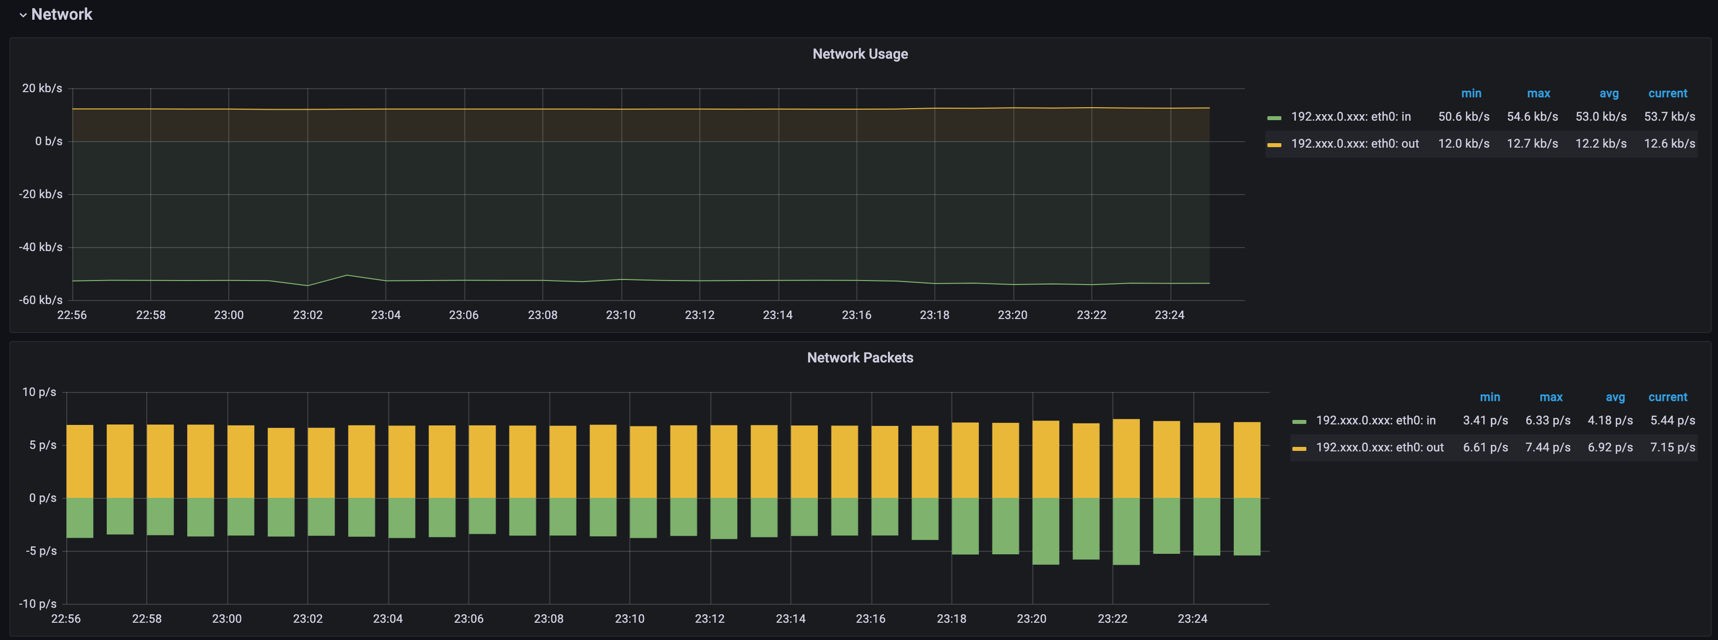 Network
Network Usage
20 kb/s
0 b/s
-20 kb/s
-40 kb/s
-60 kb/s
22:56 22:58 23:00 23:02 23:04 23:06 23:08 23:10 23:12 23:14 23:16 23:18 23:20 23:22 23:24
min max avg current
192.xxx.0.xxx: eth0: in 50.6 kb/s 54.6 kb/s 53.0 kb/s 53.7 kb/s
192.xxx.0.xxx: eth0: out 12.0 kb/s 12.7 kb/s 12.2 kb/s 12.6 kb/s
Network Packets
10 p/s
5 p/s
0 p/s
-5 p/s
-10 p/s
22:56 22:58 23:00 23:02 23:04 23:06 23:08 23:10 23:12 23:14 23:16 23:18 23:20 23:22 23:24
min max avg current
192.xxx.0.xxx: eth0: in 3.41 p/s 6.33 p/s 4.18 p/s 5.44 p/s
192.xxx.0.xxx: eth0: out 6.61 p/s 7.44 p/s 6.92 p/s 7.15 p/s